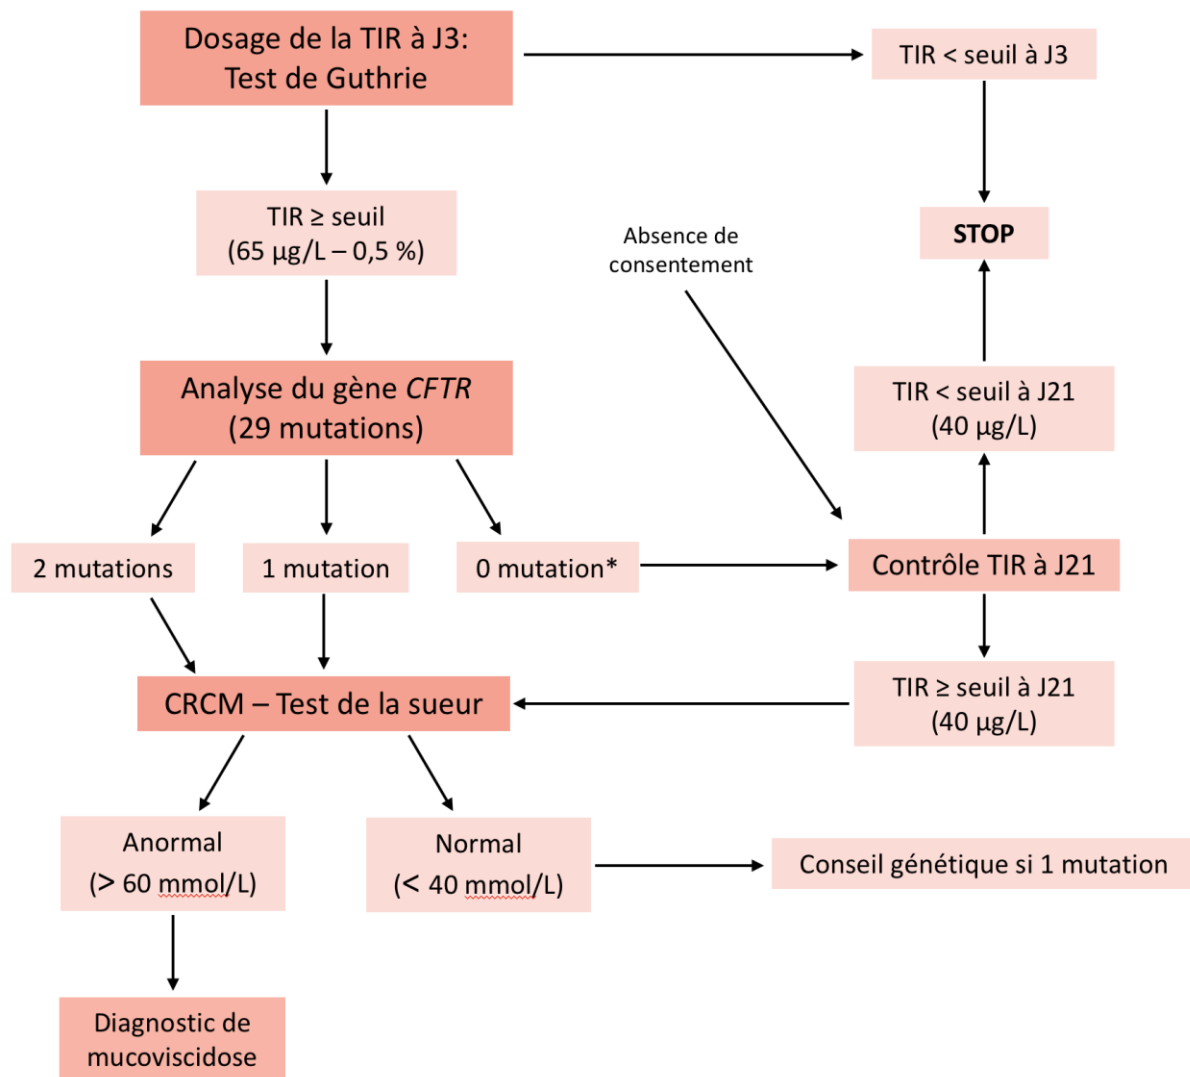 Dosage de la TIR à J3:
Test de Guthrie
TIR < seuil à J3
TIR ≥ seuil
(65 µg/L – 0,5 %)
Absence de
consentement
STOP
Analyse du gène CFTR
(29 mutations)
TIR < seuil à J21
(40 µg/L)
2 mutations
1 mutation
0 mutation*
Contrôle TIR à J21
CRCM – Test de la sueur
TIR ≥ seuil à J21
(40 µg/L)
Anormal
(> 60 mmol/L)
Normal
(< 40 mmol/L)
Conseil génétique si 1 mutation
Diagnostic de
mucoviscidose